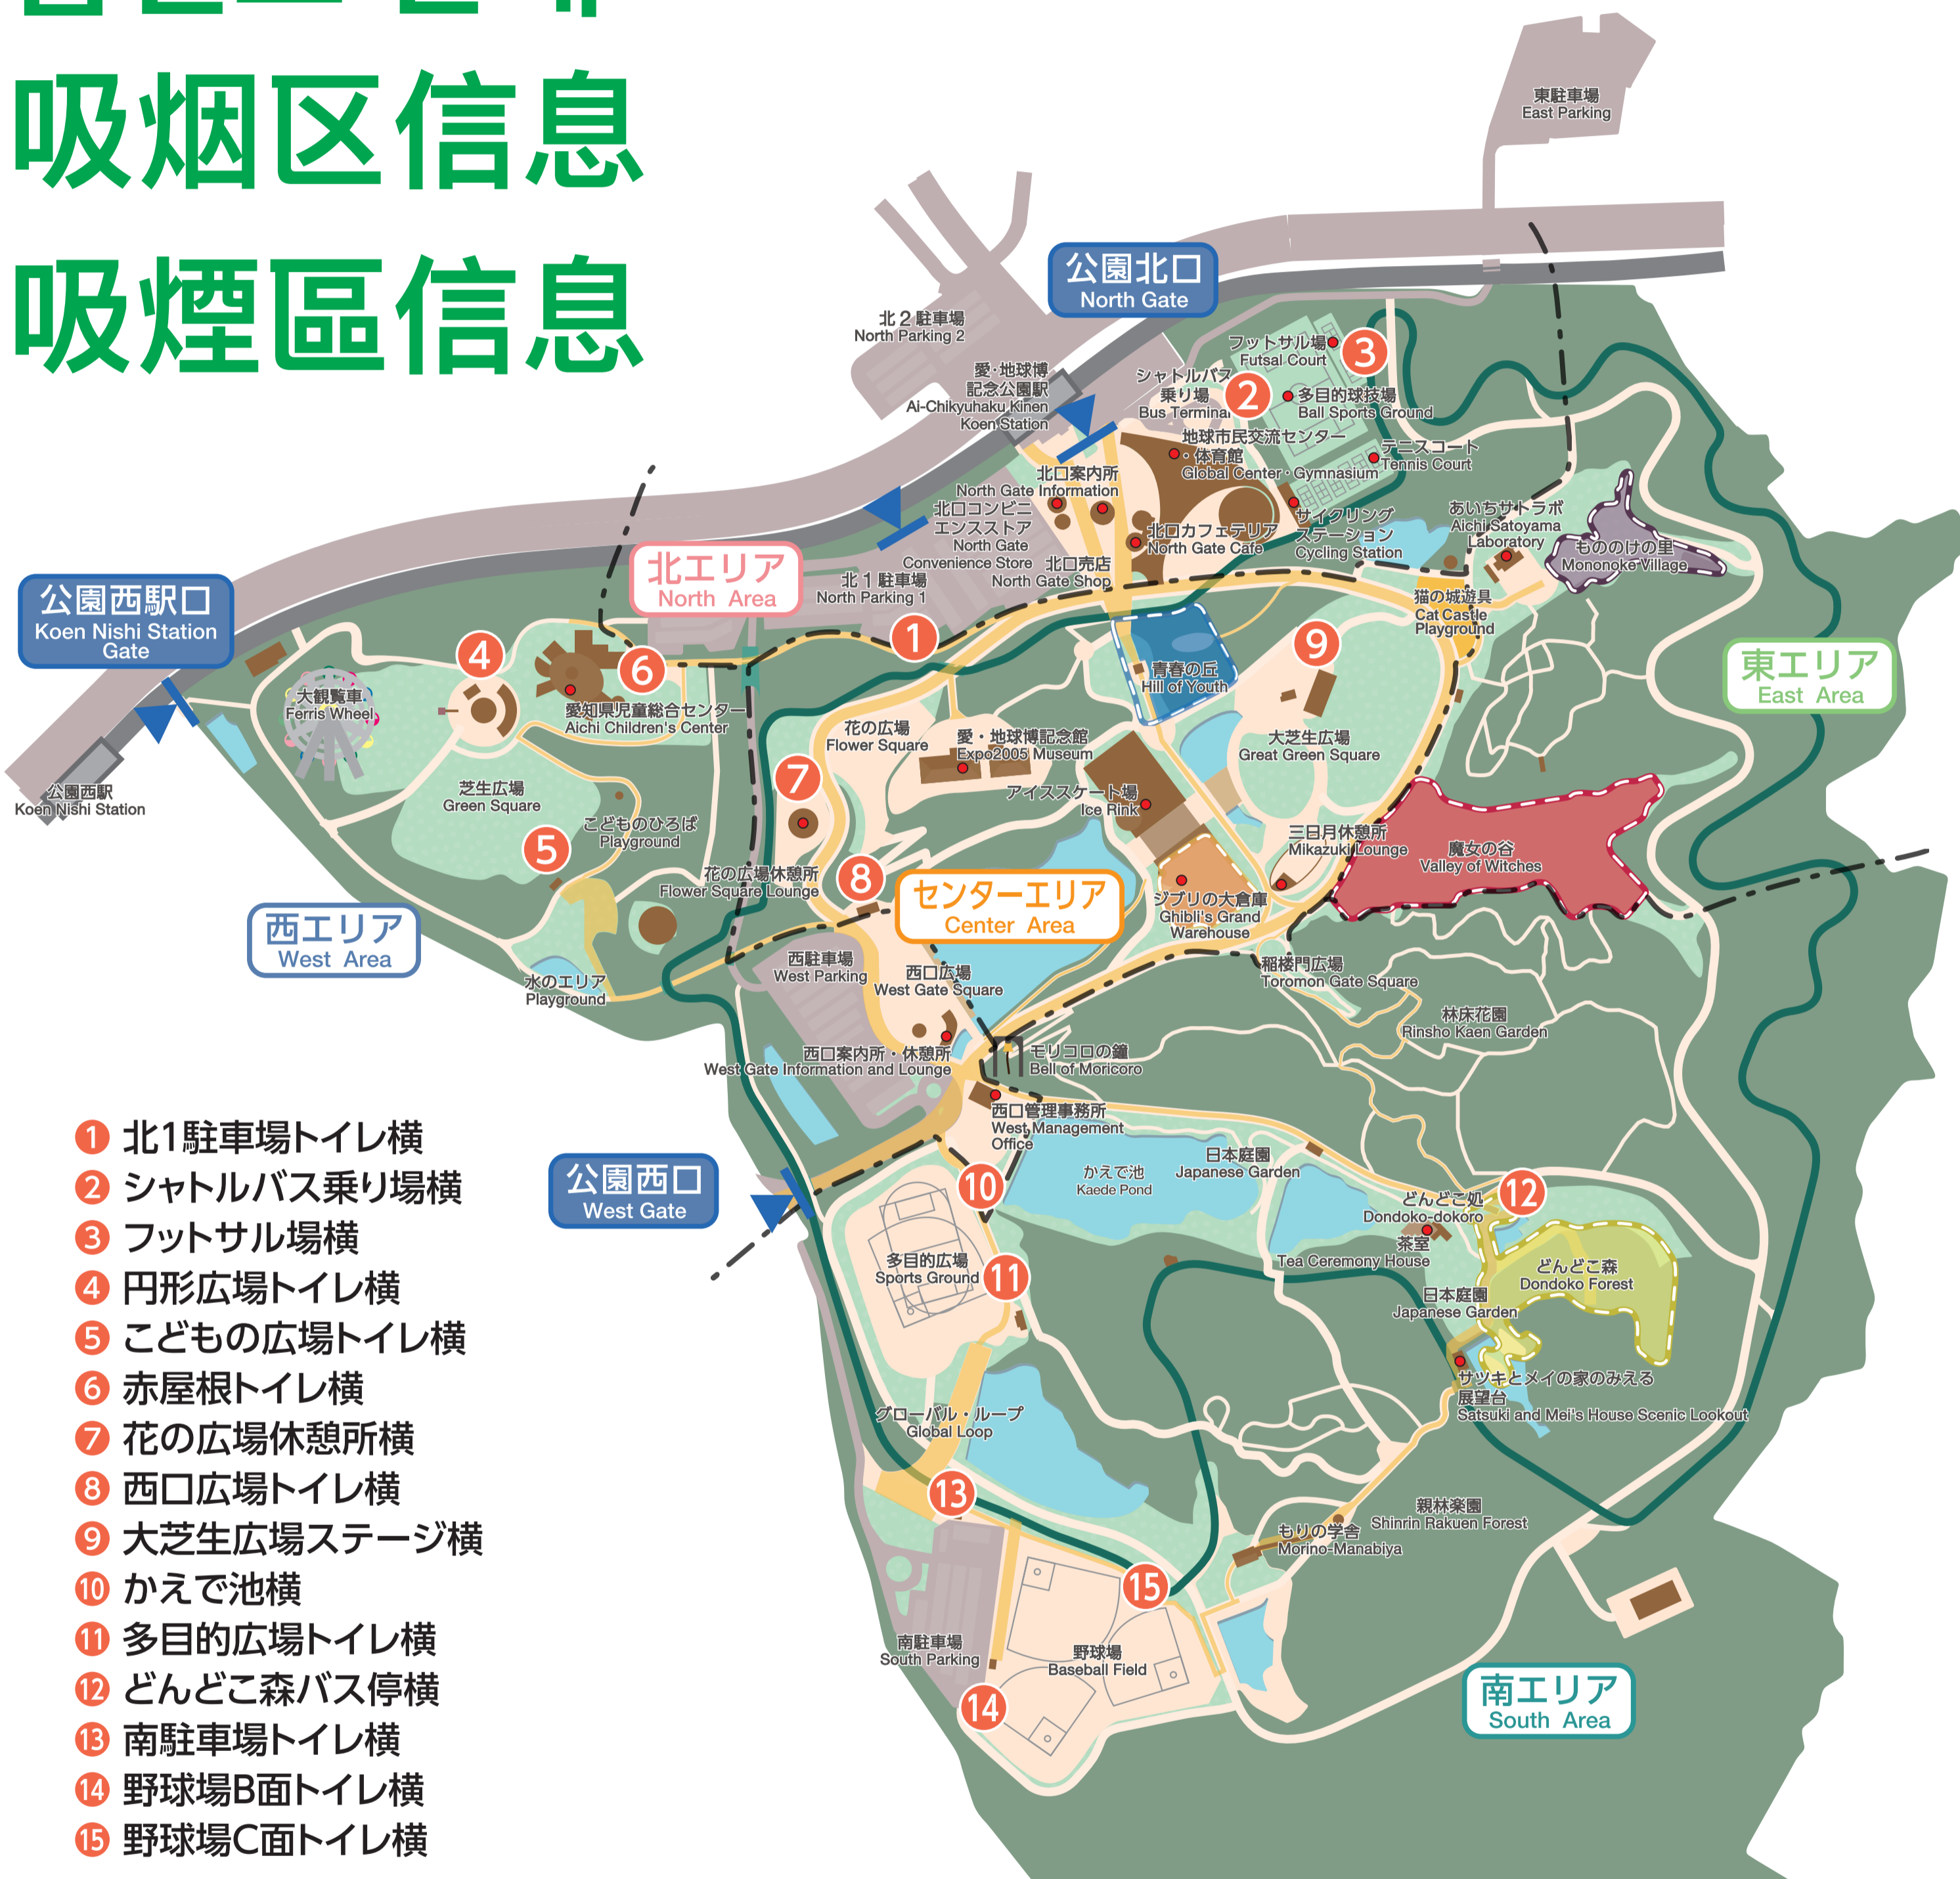 吸烟区信息
吸煙區信息
東駐車場
East Parking
公園北口
North Gate
北2駐車場
North Parking 2
愛・地球博
記念公園駅
Ai-Chikyuhaku Kinen
Koen Station
フットサル場
Futsal Court
3
シャトルバス
乗り場
Bus Terminal
2
多目的球技場
Ball Sports Ground
地球市民交流センター
・体育館
Global Center・Gymnasium
テニスコート
Tennis Court
北口案内所
North Gate Information
北口コンビニ
エンスストア
North Gate
Convenience Store
北口カフェテリア
North Gate Cafe
サイクリング
ステーション
Cycling Station
あいちサトラボ
Aichi Satoyama
Laboratory
もののけの里
Mononoke Village
北口売店
North Gate Shop
北エリア
North Area
北1駐車場
North Parking 1
公園西駅口
Koen Nishi Station
Gate
猫の城遊具
Cat Castle
Playground
1
9
4
6
青春の丘
Hill of Youth
東エリア
East Area
大観覧車
Ferris Wheel
愛知県児童総合センター
Aichi Children's Center
花の広場
Flower Square
愛・地球博記念館
Expo2005 Museum
大芝生広場
Great Green Square
公園西駅
Koen Nishi Station
芝生広場
Green Square
7
アイススケート場
Ice Rink
こどものひろば
Playground
5
三日月休憩所
Mikazuki Lounge
魔女の谷
Valley of Witches
花の広場休憩所
Flower Square Lounge
8
センターエリア
Center Area
ジブリの大倉庫
Ghibli's Grand
Warehouse
西エリア
West Area
水のエリア
Playground
西駐車場
West Parking
西口広場
West Gate Square
稲楼門広場
Toromon Gate Square
林床花園
Rinsho Kaen Garden
西口案内所・休憩所
West Gate Information and Lounge
モリコロの鐘
Bell of Moricoro
西口管理事務所
West Management
Office
公園西口
West Gate
10
かえで池
Kaede Pond
日本庭園
Japanese Garden
どんどこ処
Dondoko-dokoro
12
茶室
Tea Ceremony House
多目的広場
Sports Ground
11
どんどこ森
Dondoko Forest
日本庭園
Japanese Garden
サツキとメイの家のみえる
展望台
Satsuki and Mei's House Scenic Lookout
グローバル・ループ
Global Loop
13
親林楽園
Shinrin Rakuen Forest
もりの学舎
Morino-Manabiya
15
南駐車場
South Parking
野球場
Baseball Field
14
南エリア
South Area
1 北1駐車場トイレ横
2 シャトルバス乗り場横
3 フットサル場横
4 円形広場トイレ横
5 こどもの広場トイレ横
6 赤屋根トイレ横
7 花の広場休憩所横
8 西口広場トイレ横
9 大芝生広場ステージ横
10 かえで池横
11 多目的広場トイレ横
12 どんどこ森バス停横
13 南駐車場トイレ横
14 野球場B面トイレ横
15 野球場C面トイレ横